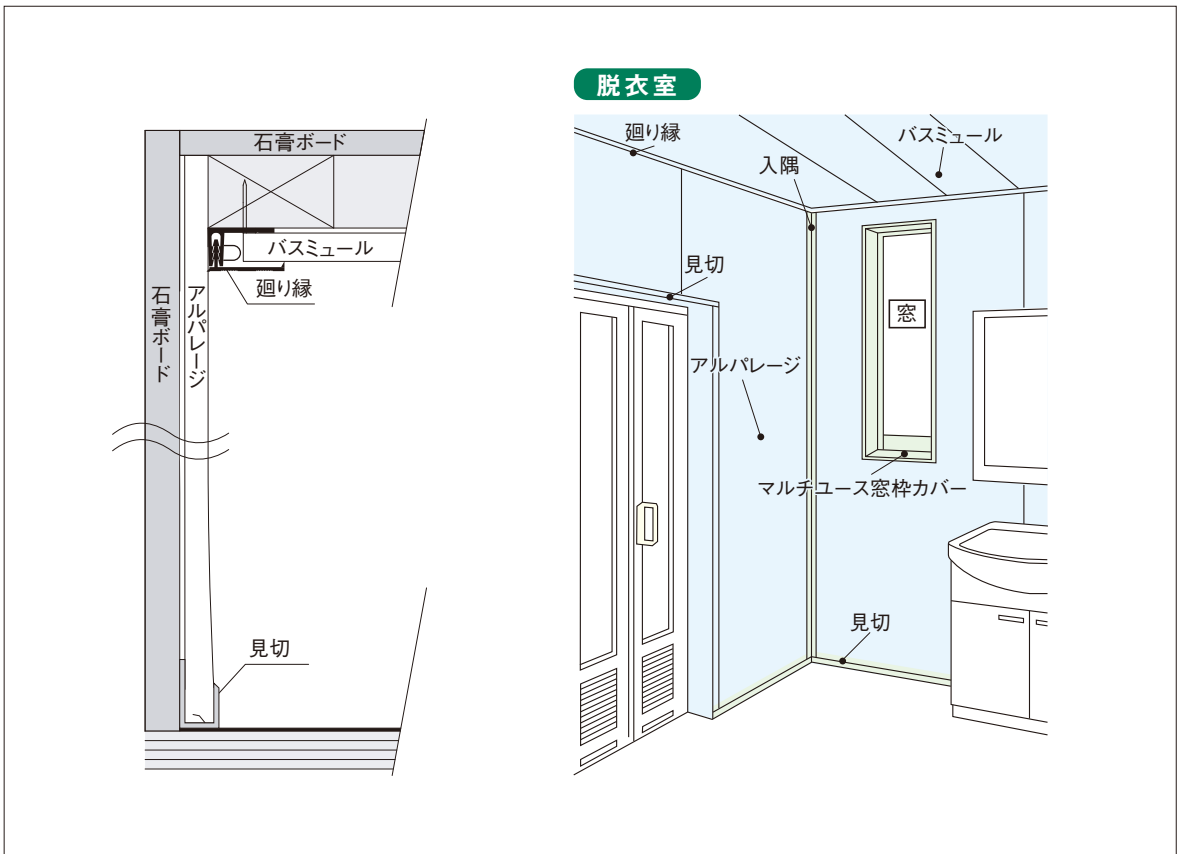 脱衣室
石膏ボード
バスミュール
廻り縁
石膏ボード
アルパレージ
見切
廻り縁
バスミュール
入隅
見切
窓
アルパレージ
マルチユース窓枠カバー
見切